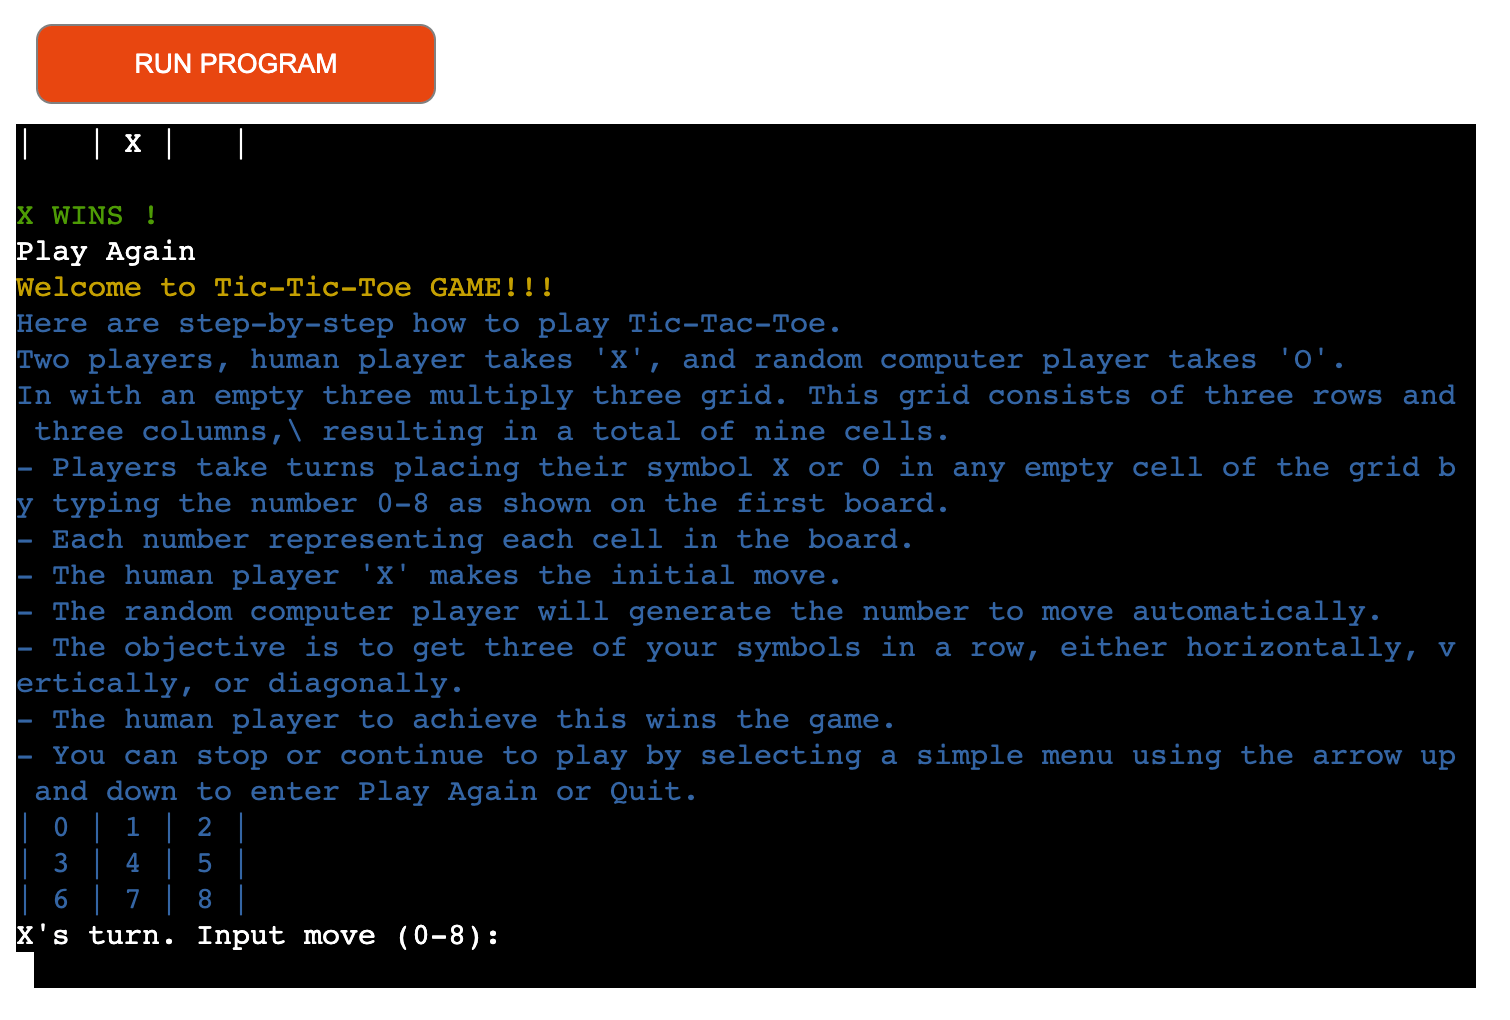 RUN PROGRAM
|   | X |   |
X WINS !
Play Again
Welcome to Tic-Tic-Toe GAME!!!
Here are step-by-step how to play Tic-Tac-Toe.
Two players, human player takes 'X', and random computer player takes 'O'.
In with an empty three multiply three grid. This grid consists of three rows and
 three columns,\ resulting in a total of nine cells.
- Players take turns placing their symbol X or O in any empty cell of the grid b
y typing the number 0-8 as shown on the first board.
- Each number representing each cell in the board.
- The human player 'X' makes the initial move.
- The random computer player will generate the number to move automatically.
- The objective is to get three of your symbols in a row, either horizontally, v
ertically, or diagonally.
- The human player to achieve this wins the game.
- You can stop or continue to play by selecting a simple menu using the arrow up
 and down to enter Play Again or Quit.
| 0 | 1 | 2 |
| 3 | 4 | 5 |
| 6 | 7 | 8 |
X's turn. Input move (0-8):